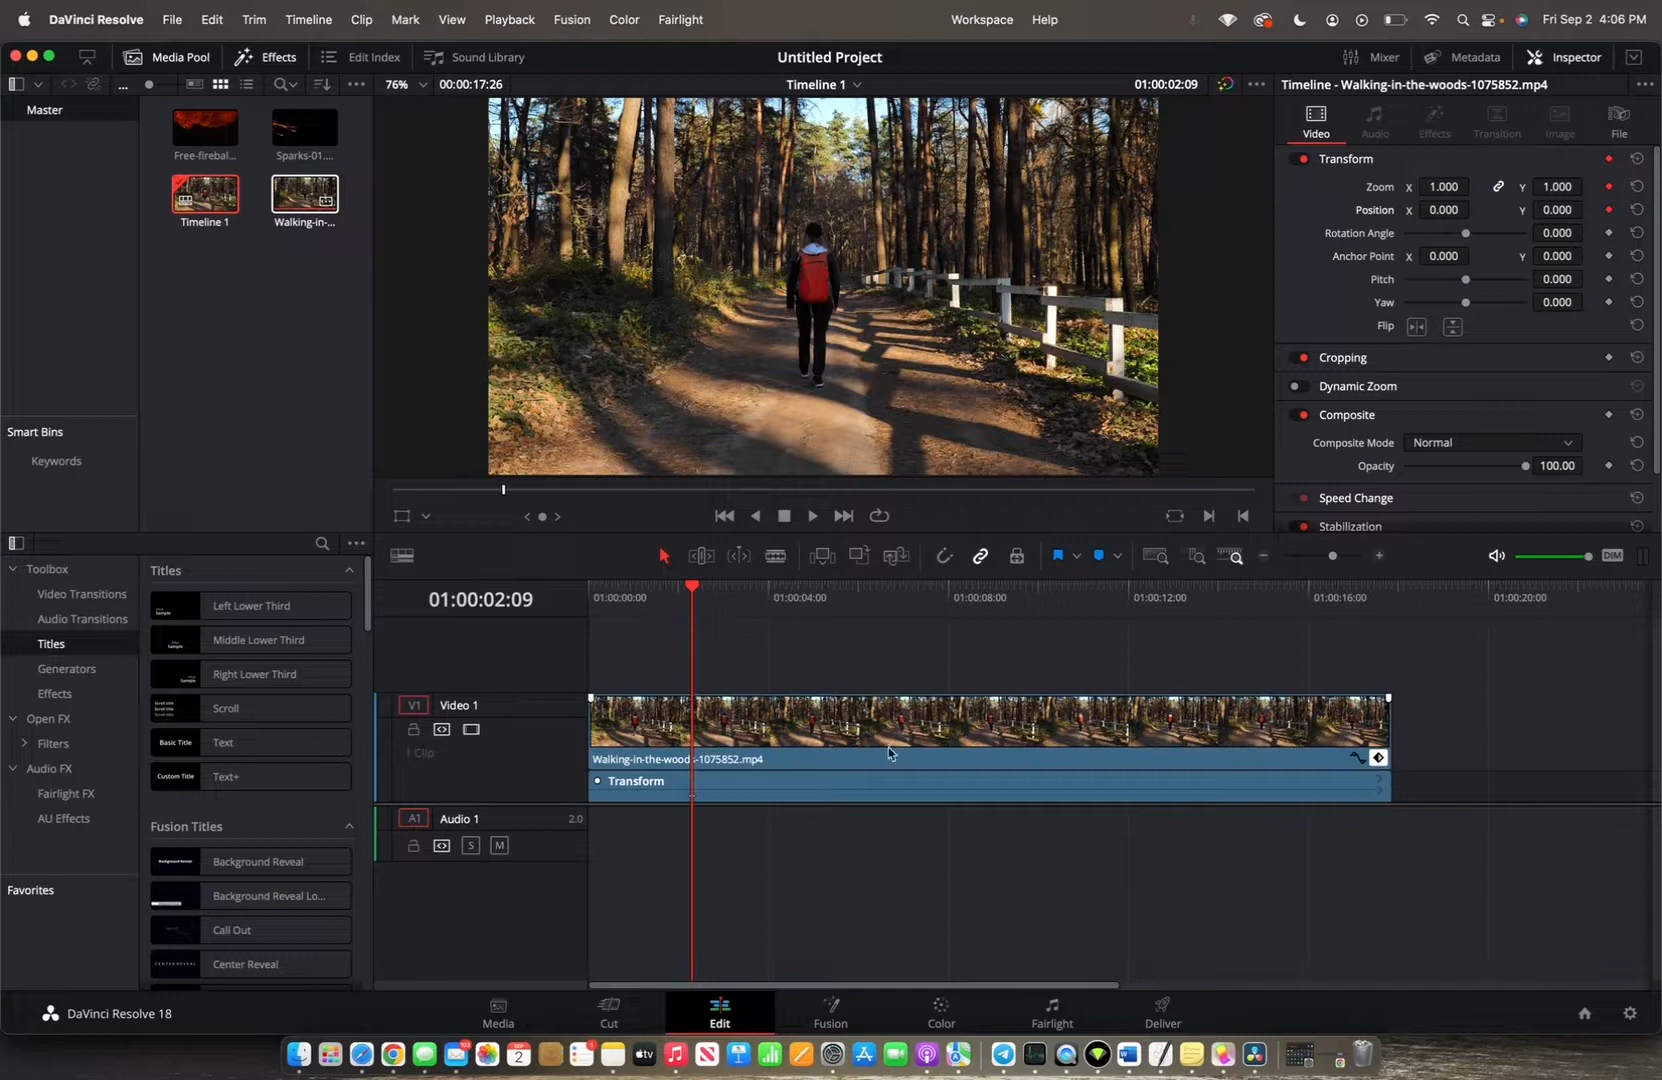 DaVinci Resolve File Edit Trim Timeline Clip Mark View Playback Fusion Color Fairlight Workspace Help Fri Sep 2 4:06 PM
Media Pool Effects Edit Index Sound Library Untitled Project Mixer Metadata Inspector
... 76% 00:00:17:26 Timeline 1 01:00:02:09 Timeline - Walking-in-the-woods-1075852.mp4
Master
Free-firebal...
Sparks-01....
Timeline 1
Walking-in-...
Smart Bins
Keywords
Video Audio Effects Transition Image File
Transform
Zoom X 1.000 Y 1.000
Position X 0.000 Y 0.000
Rotation Angle 0.000
Anchor Point X 0.000 Y 0.000
Pitch 0.000
Yaw 0.000
Flip
Cropping
Dynamic Zoom
Composite
Composite Mode Normal
Opacity 100.00
Speed Change
Stabilization
DIM
Toolbox
Video Transitions
Audio Transitions
Titles
Generators
Effects
Open FX
Filters
Audio FX
Fairlight FX
AU Effects
Favorites
Titles
Left Lower Third
Middle Lower Third
Right Lower Third
Scroll
Basic Title Text
Custom Title Text+
Fusion Titles
Background Reveal
Background Reveal Lo...
Call Out
CENTER REVEAL Center Reveal
01:00:02:09
01:00:00:00 01:00:04:00 01:00:08:00 01:00:12:00 01:00:16:00 01:00:20:00
V1 Video 1
Clip
Walking-in-the-woods-1075852.mp4
Transform
A1 Audio 1 2.0
S M
DaVinci Resolve 18 Media Cut Edit Fusion Color Fairlight Deliver